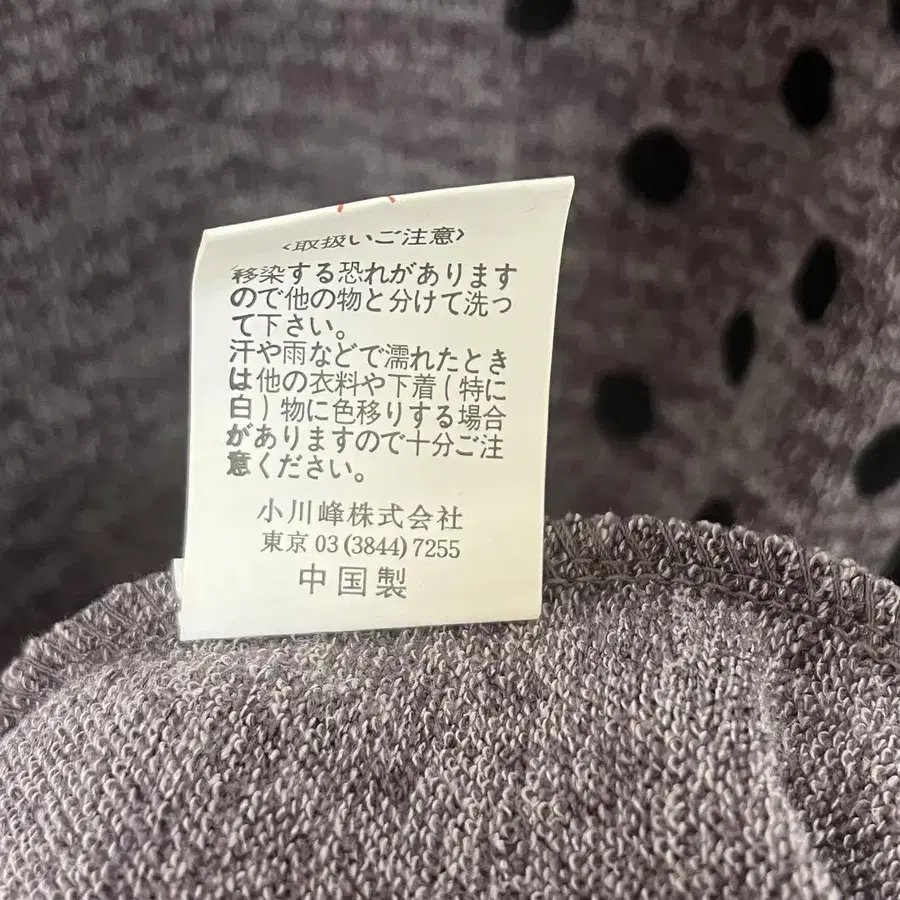 <取扱いご注意>
移染する恐れがあります
ので他の物と分けて洗っ
て下さい。
汗や雨などで濡れたとき
は他の衣料や下着(特に
白)物に色移りする場合
がありますので十分ご注
意ください。
小川峰株式会社
東京 03(3844)7255
中国製